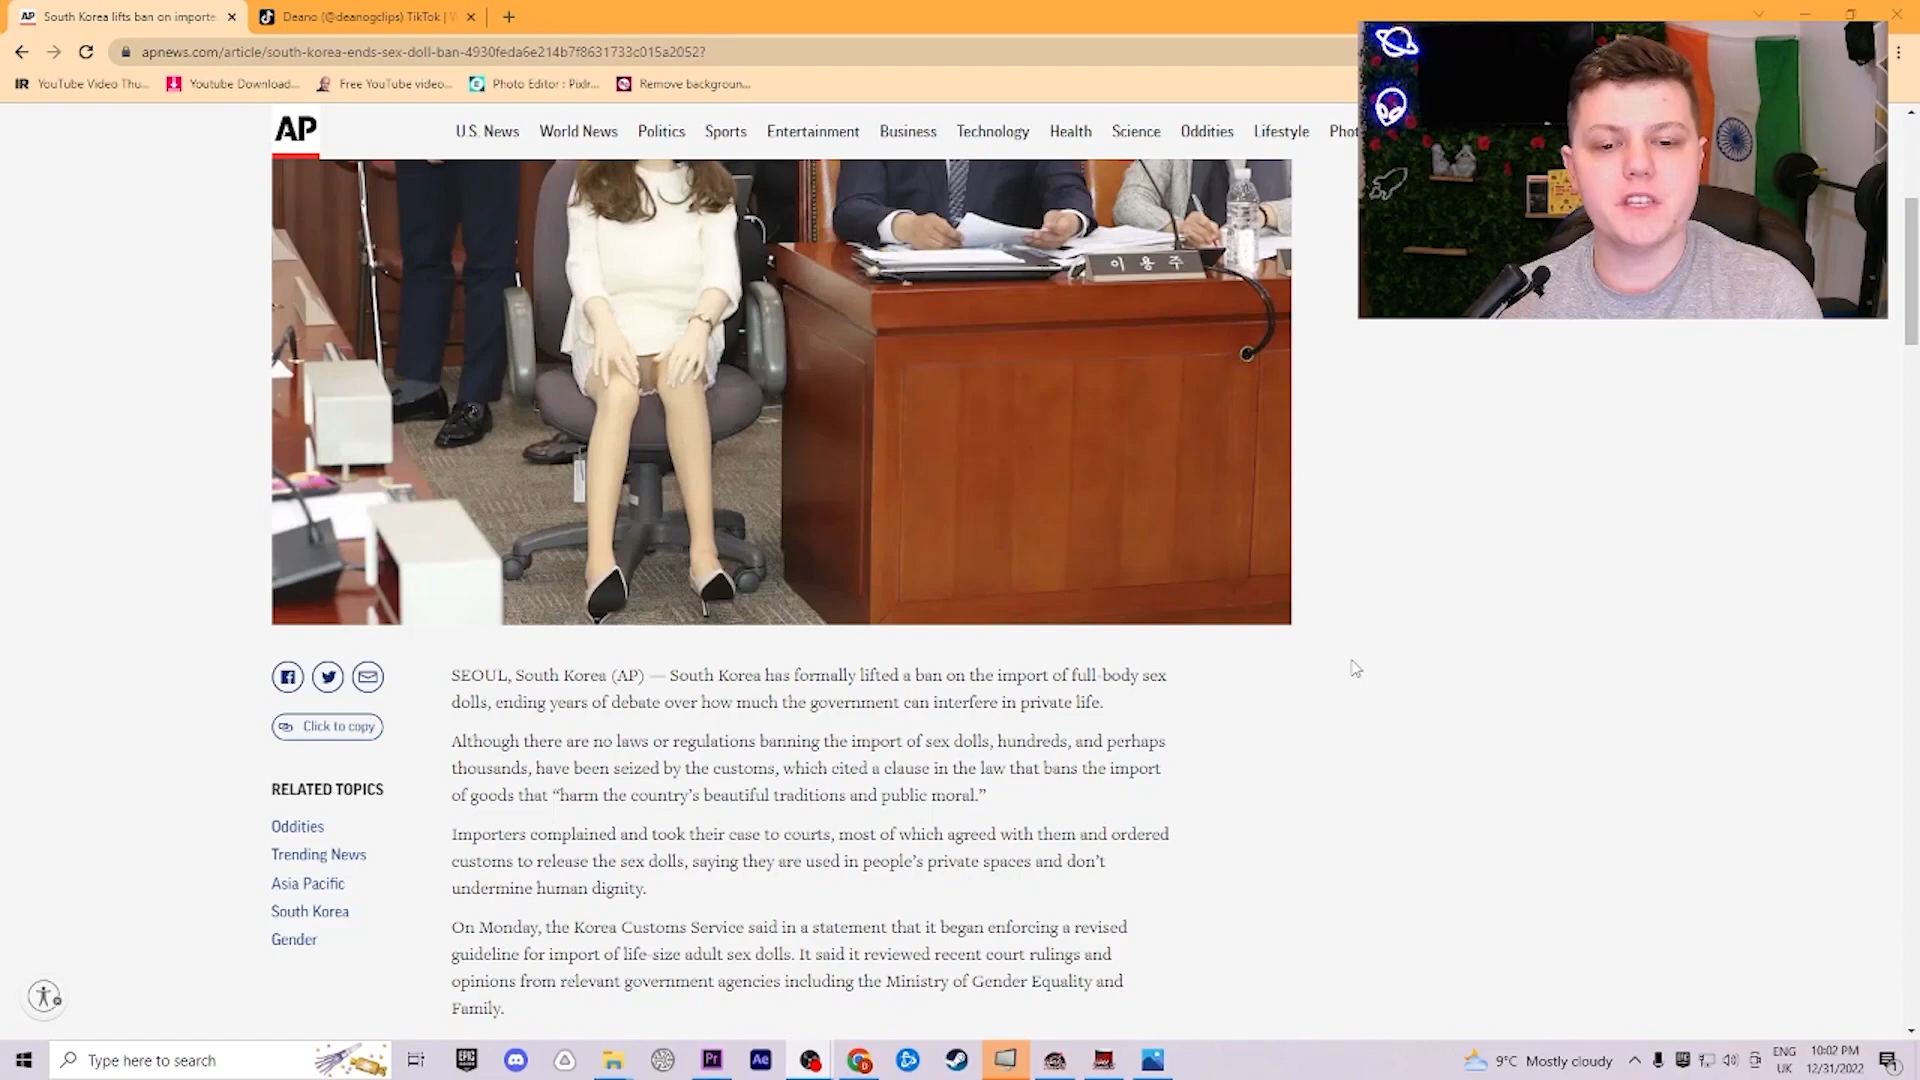 South Korea lifts ban on importe
Deano (@deanogclips) TikTok |
apnews.com/article/south-korea-ends-sex-doll-ban-4930feda6e214b7f8631733c015a2052?
IR YouTube Video Thu... Youtube Download... Free YouTube video... Photo Editor : Pixlr... Remove backgroun...
AP U.S. News World News Politics Sports Entertainment Business Technology Health Science Oddities Lifestyle Phot
이용주
SEOUL, South Korea (AP) — South Korea has formally lifted a ban on the import of full-body sex
dolls, ending years of debate over how much the government can interfere in private life.
Click to copy
Although there are no laws or regulations banning the import of sex dolls, hundreds, and perhaps
thousands, have been seized by the customs, which cited a clause in the law that bans the import
of goods that “harm the country’s beautiful traditions and public moral.”
RELATED TOPICS
Oddities
Trending News
Asia Pacific
South Korea
Gender
Importers complained and took their case to courts, most of which agreed with them and ordered
customs to release the sex dolls, saying they are used in people’s private spaces and don’t
undermine human dignity.
On Monday, the Korea Customs Service said in a statement that it began enforcing a revised
guideline for import of life-size adult sex dolls. It said it reviewed recent court rulings and
opinions from relevant government agencies including the Ministry of Gender Equality and
Family.
Type here to search
EPIC
Pr
Ae
9°C Mostly cloudy
ENG
UK
10:02 PM
12/31/2022